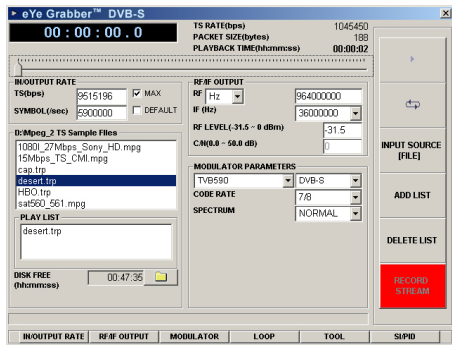 eYe Grabber™ DVB-S
00 : 00 : 00 . 0
TS RATE(bps) 1045450
PACKET SIZE(bytes) 188
PLAYBACK TIME(hh:mm:ss) 00:00:02
IN/OUTPUT RATE
TS(bps) 9515196 MAX
SYMBOL(/sec) 5900000 DEFAULT
D:\Mpeg_2 TS Sample Files
1080I_27Mbps_Sony_HD.mpg
15Mbps_TS_CMI.mpg
cap.trp
desert.trp
HBO.trp
sat560_561.mpg
PLAY LIST
desert.trp
DISK FREE
(hh:mm:ss)
00:47:35
RF/IF OUTPUT
RF Hz 964000000
IF (Hz) 36000000
RF LEVEL(-31.5 ~ 0 dBm) -31.5
C/N(0.0 ~ 50.0 dB) 0
MODULATOR PARAMETERS
TVB590 DVB-S
CODE RATE 7/8
SPECTRUM NORMAL
INPUT SOURCE
[FILE]
ADD LIST
DELETE LIST
RECORD
STREAM
IN/OUTPUT RATE RF/IF OUTPUT MODULATOR LOOP TOOL SI/PID